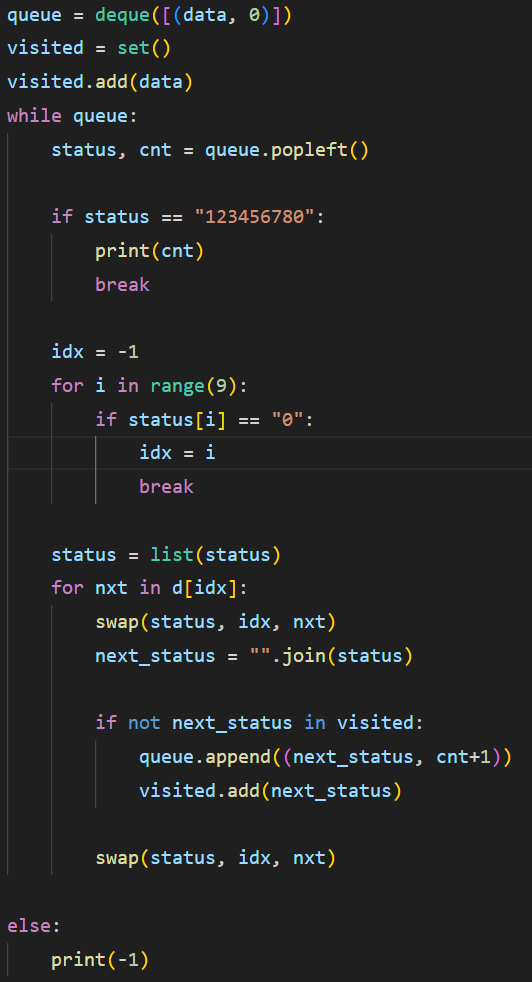 queue = deque([(data, 0)])
visited = set()
visited.add(data)
while queue:
    status, cnt = queue.popleft()

    if status == "123456780":
        print(cnt)
        break

    idx = -1
    for i in range(9):
        if status[i] == "0":
            idx = i
            break

    status = list(status)
    for nxt in d[idx]:
        swap(status, idx, nxt)
        next_status = "".join(status)

        if not next_status in visited:
            queue.append((next_status, cnt+1))
            visited.add(next_status)

        swap(status, idx, nxt)

else:
    print(-1)